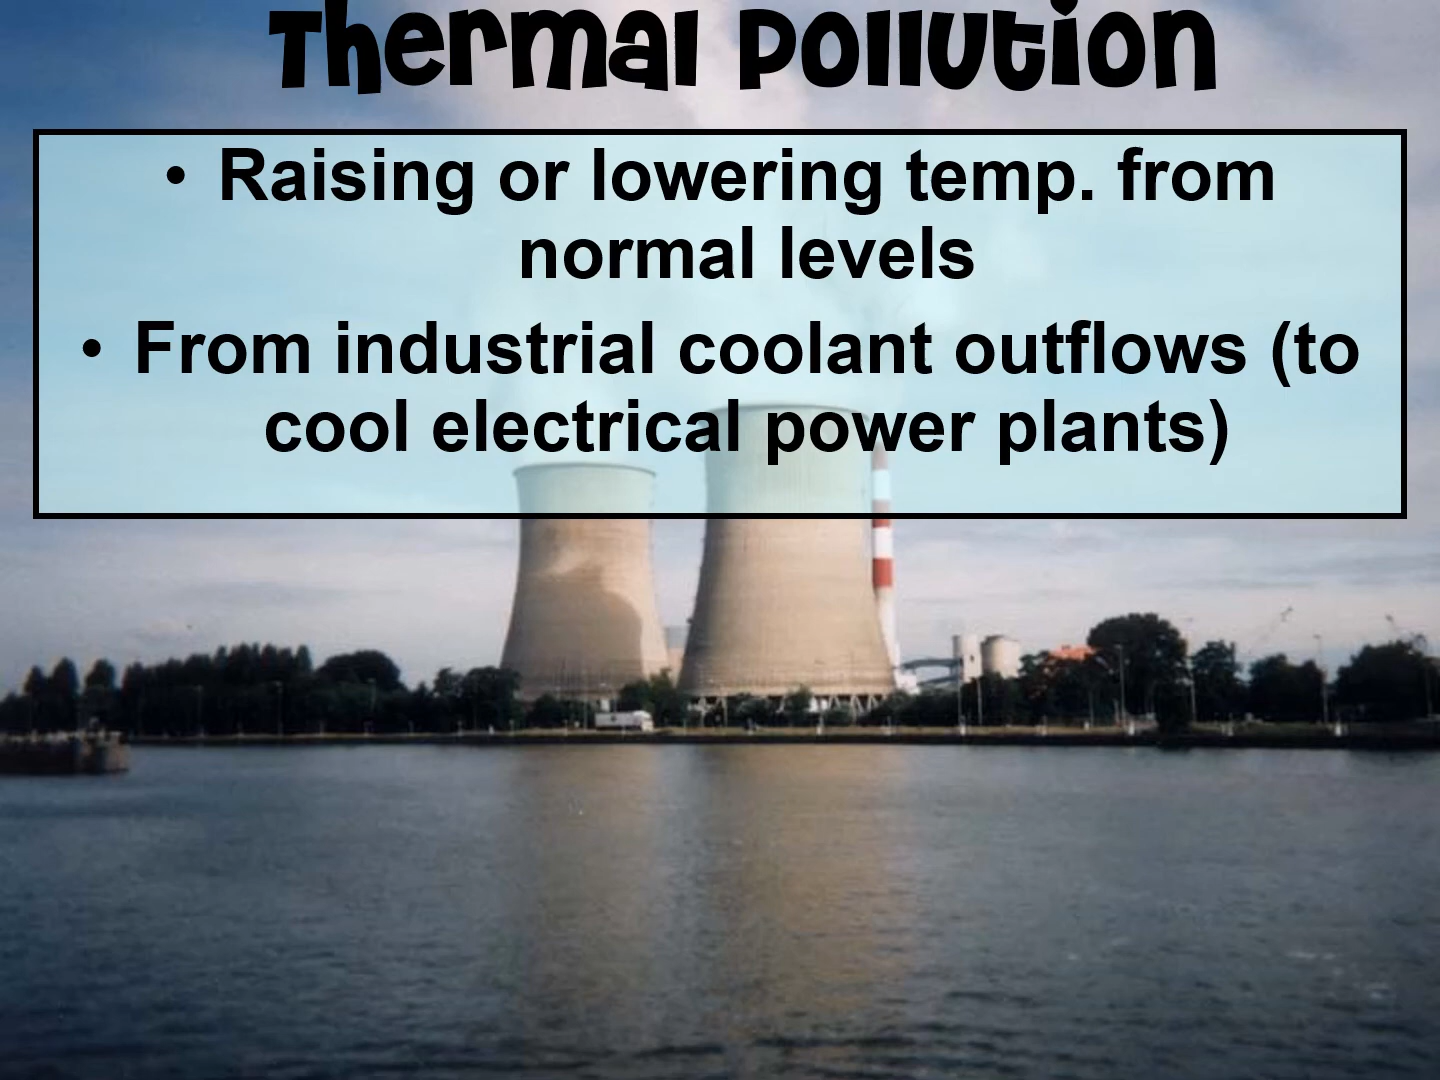 Thermal Pollution
• Raising or lowering temp. from
normal levels
• From industrial coolant outflows (to
cool electrical power plants)